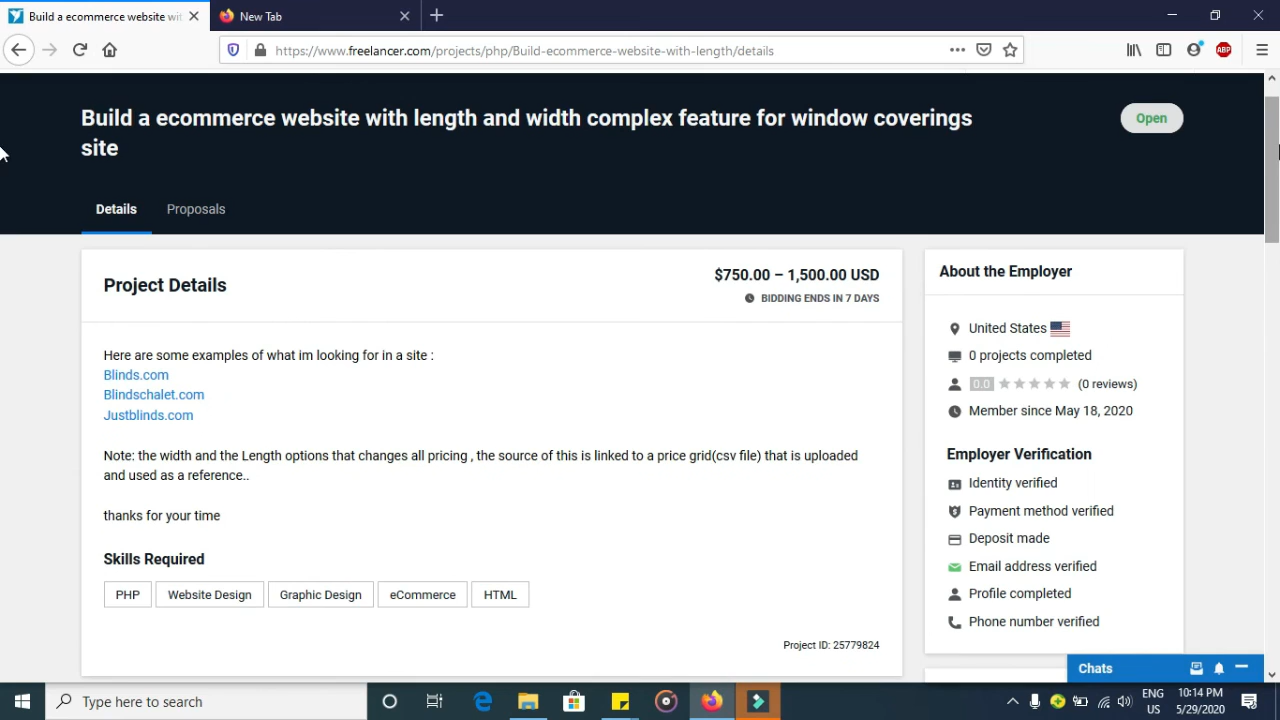 Build a ecommerce website wit
New Tab
https://www.freelancer.com/projects/php/Build-ecommerce-website-with-length/details
ABP
Build a ecommerce website with length and width complex feature for window coverings
site
Open
Details
Proposals
Project Details
$750.00 – 1,500.00 USD
BIDDING ENDS IN 7 DAYS
Here are some examples of what im looking for in a site :
Blinds.com
Blindschalet.com
Justblinds.com
Note: the width and the Length options that changes all pricing , the source of this is linked to a price grid(csv file) that is uploaded
and used as a reference..
thanks for your time
Skills Required
PHP
Website Design
Graphic Design
eCommerce
HTML
Project ID: 25779824
About the Employer
United States
0 projects completed
0.0
(0 reviews)
Member since May 18, 2020
Employer Verification
Identity verified
Payment method verified
Deposit made
Email address verified
Profile completed
Phone number verified
Chats
Type here to search
ENG
US
10:14 PM
5/29/2020